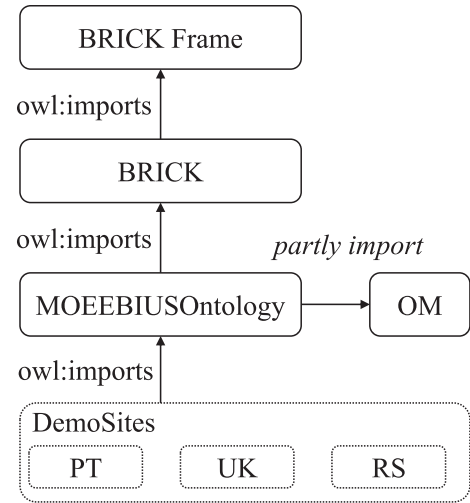 BRICK Frame
owl:imports
BRICK
owl:imports
partly import
MOEEBIUSOntology
OM
owl:imports
DemoSites
PT
UK
RS